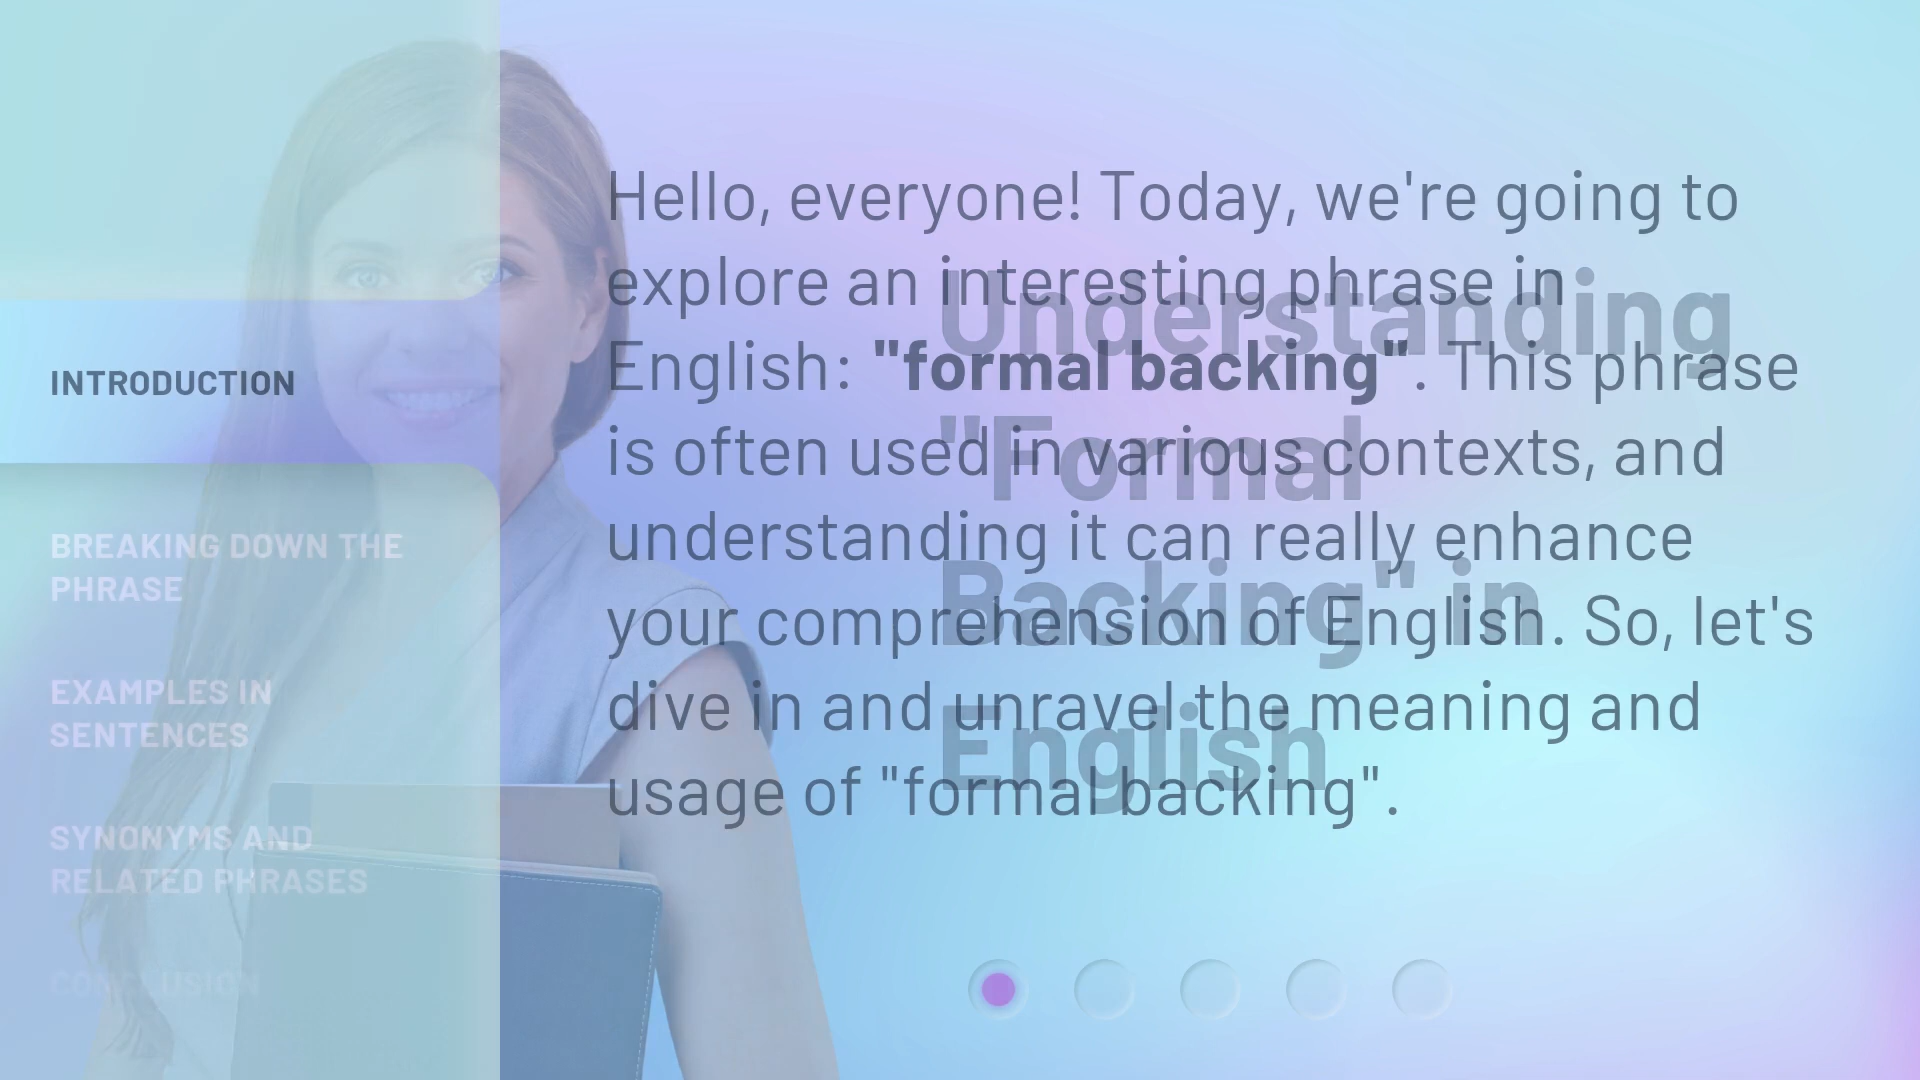 INTRODUCTION
BREAKING DOWN THE
PHRASE
EXAMPLES IN
SENTENCES
SYNONYMS AND
RELATED PHRASES
CONCLUSION
Hello, everyone! Today, we're going to
explore an interesting phrase in
English: "formal backing". This phrase
is often used in various contexts, and
understanding it can really enhance
your comprehension of English. So, let's
dive in and unravel the meaning and
usage of "formal backing".
Understanding
"Formal
Backing" in
English